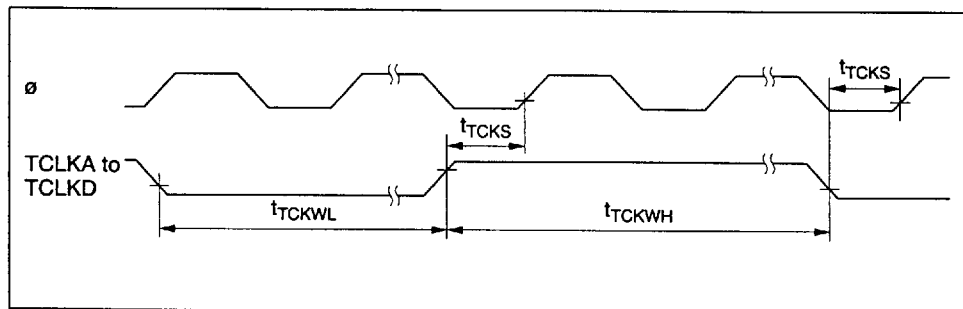 ø
tTCKS
tTCKS
TCLKA to
TCLKD
tTCKWL
tTCKWH